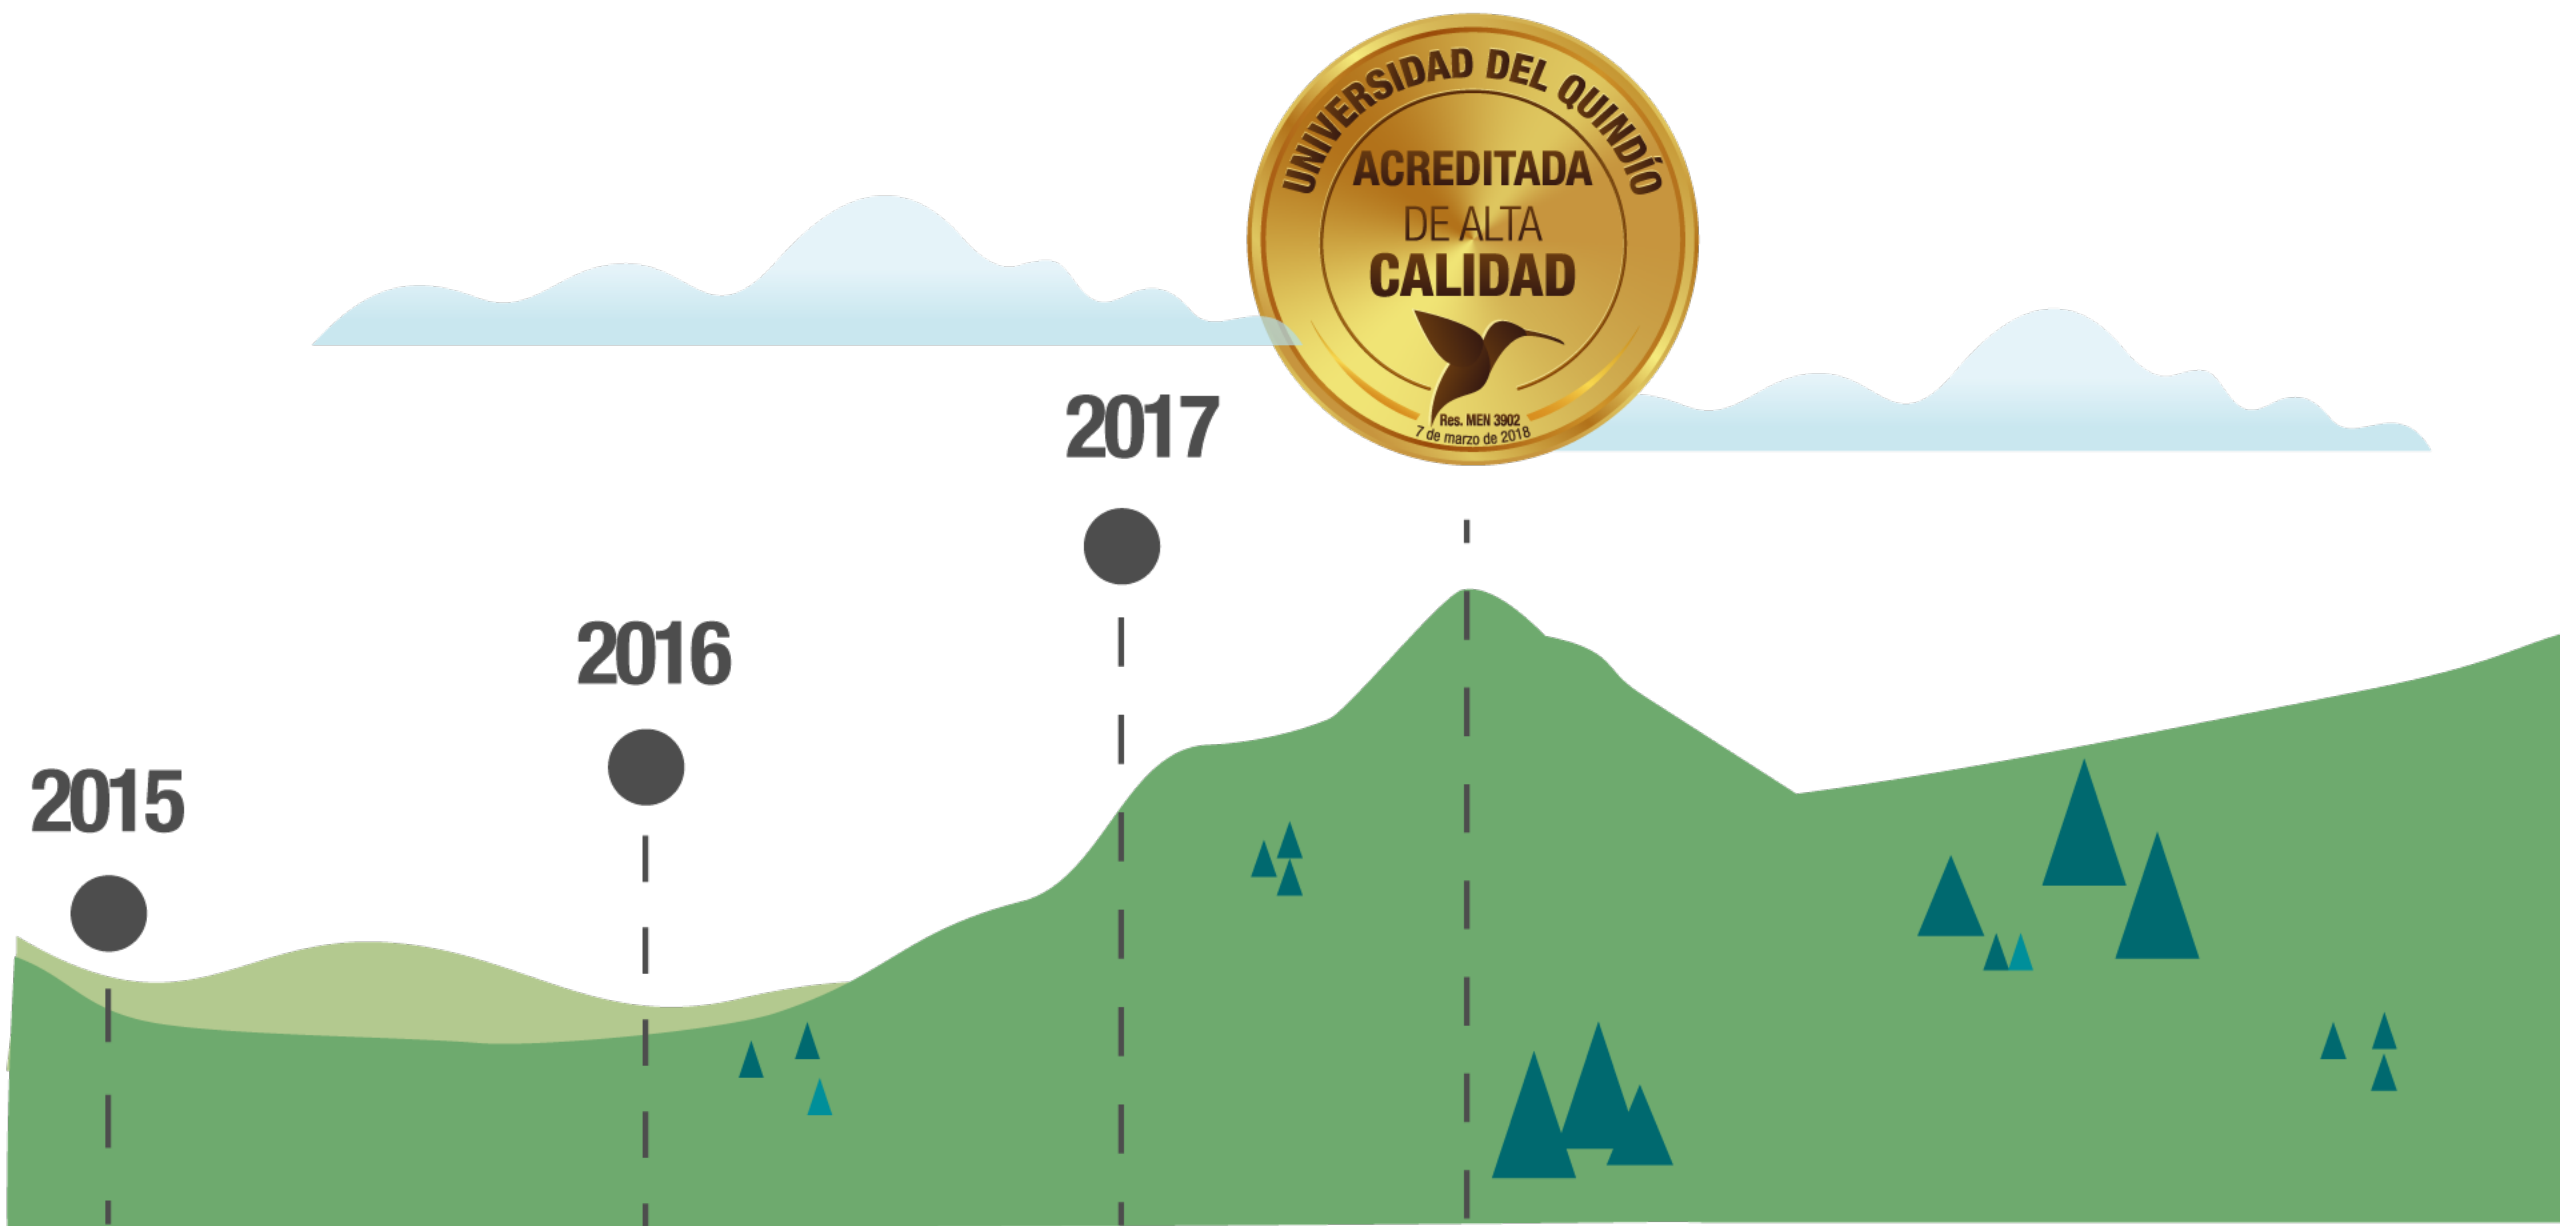 UNIVERSIDAD DEL QUINDÍO
ACREDITADA
DE ALTA
CALIDAD
Res. MEN 3902
7 de marzo de 2018
2017
2016
2015